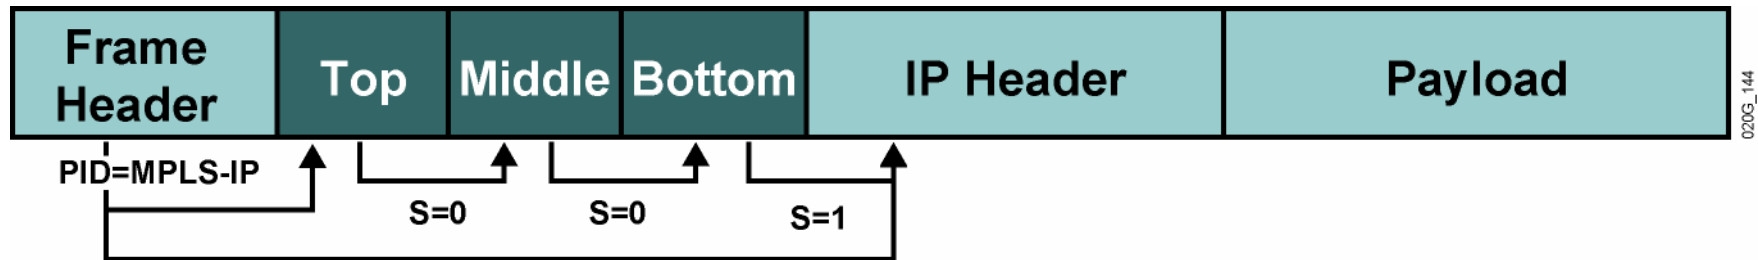 Frame
Header
Top
Middle
Bottom
IP Header
Payload
PID=MPLS-IP
S=0
S=0
S=1
020G_144